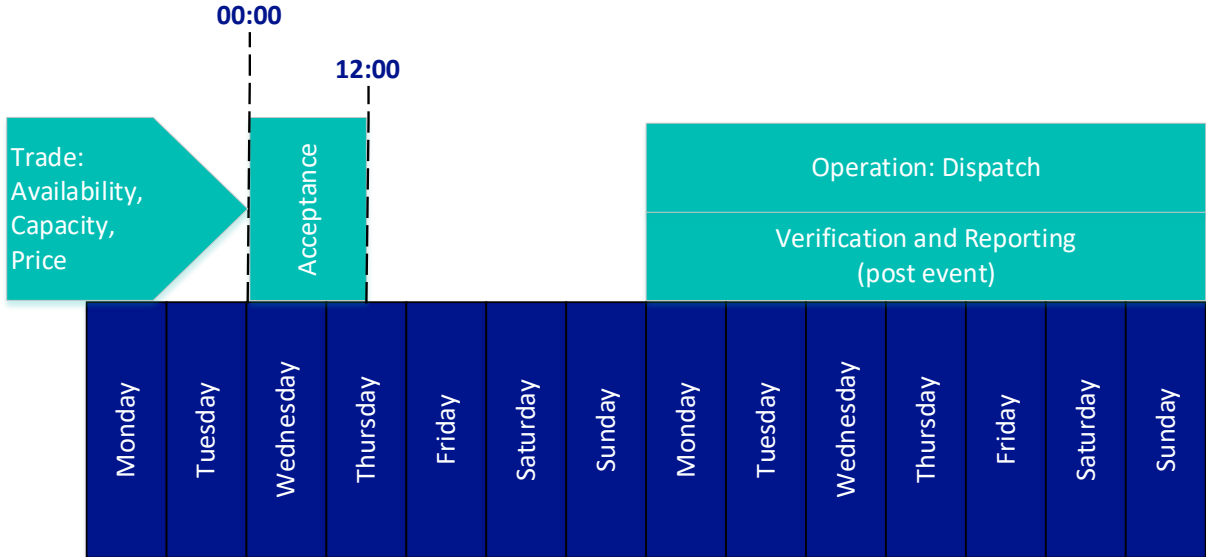 00:00
12:00
Trade:
Availability,
Capacity,
Price
Acceptance
Operation: Dispatch
Verification and Reporting
(post event)
Monday
Tuesday
Wednesday
Thursday
Friday
Saturday
Sunday
Monday
Tuesday
Wednesday
Thursday
Friday
Saturday
Sunday